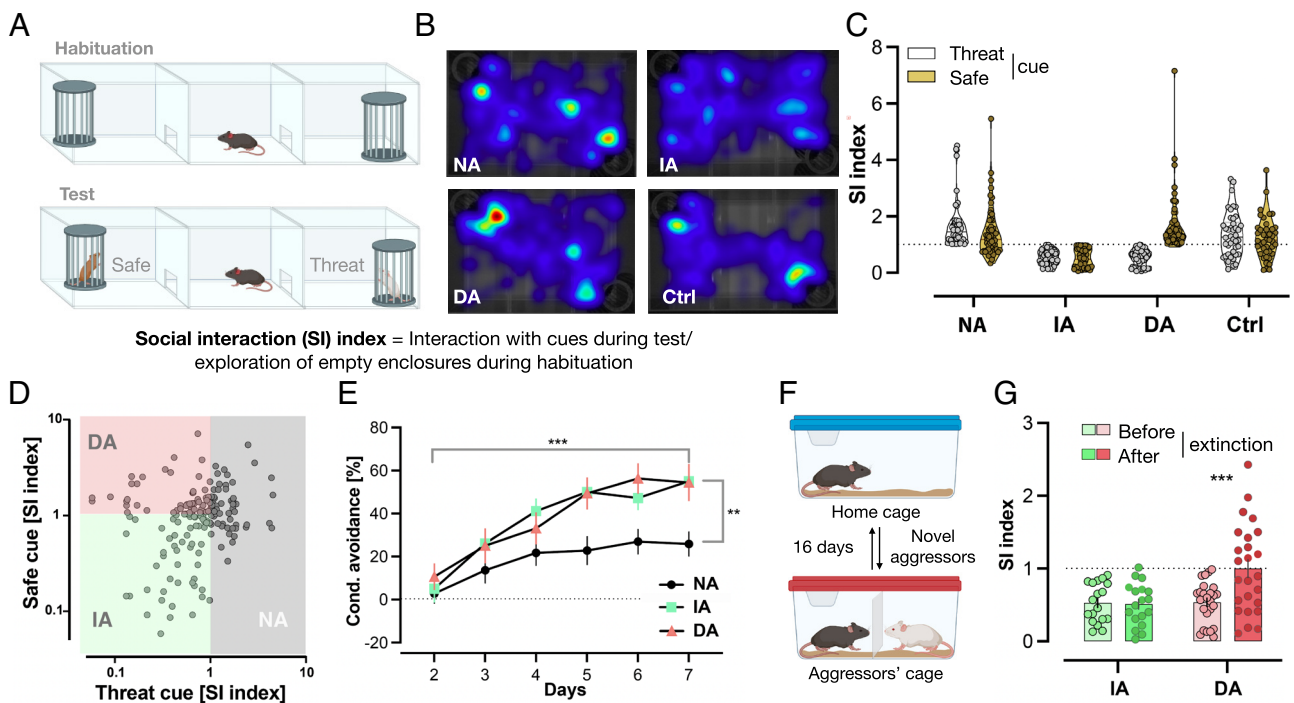 A
Habituation
Test
Safe
Threat
Social interaction (SI) index = Interaction with cues during test/
exploration of empty enclosures during habituation
B
NA
IA
DA
Ctrl
C
SI index
8
6
4
2
0
Threat
Safe
cue
NA
IA
DA
Ctrl
D
Safe cue [SI index]
10
1
0.1
DA
IA
NA
0.1
1
10
Threat cue [SI index]
E
Cond. avoidance [%]
80
60
40
20
0
-20
***
**
NA
IA
DA
2
3
4
5
6
7
Days
F
Home cage
16 days
Novel
aggressors
Aggressors' cage
G
SI index
3
2
1
0
Before
After
extinction
***
IA
DA